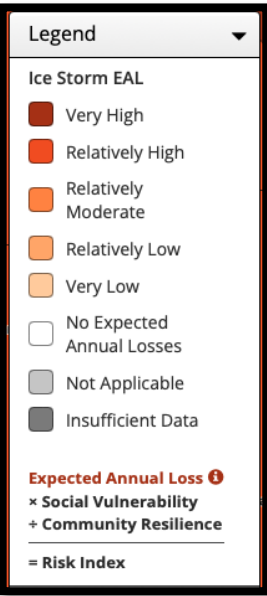 Legend
Ice Storm EAL
Very High
Relatively High
Relatively
Moderate
Relatively Low
Very Low
No Expected
Annual Losses
Not Applicable
Insufficient Data
Expected Annual Loss
× Social Vulnerability
÷ Community Resilience
= Risk Index